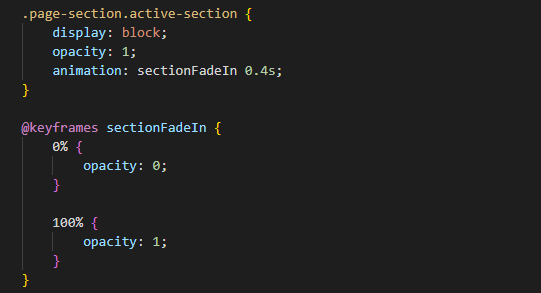 .page-section.active-section {
    display: block;
    opacity: 1;
    animation: sectionFadeIn 0.4s;
}

@keyframes sectionFadeIn {
    0% {
        opacity: 0;
    }

    100% {
        opacity: 1;
    }
}